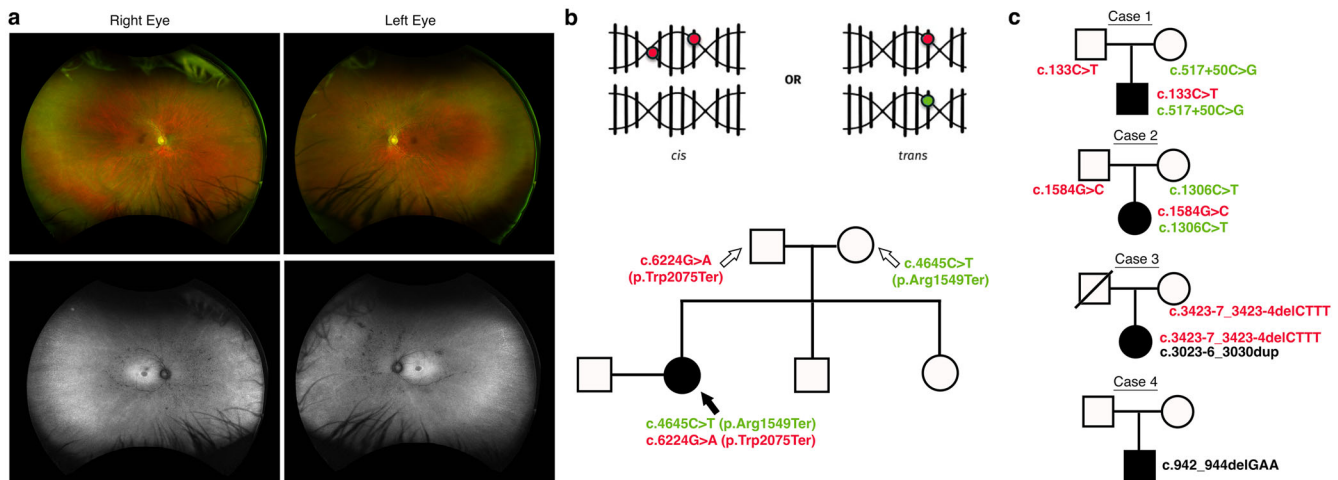 a
Right Eye
Left Eye
b
cis
OR
trans
c.6224G>A
(p.Trp2075Ter)
c.4645C>T
(p.Arg1549Ter)
c.4645C>T (p.Arg1549Ter)
c.6224G>A (p.Trp2075Ter)
c
Case 1
c.133C>T
c.517+50C>G
c.133C>T
c.517+50C>G
Case 2
c.1584G>C
c.1306C>T
c.1584G>C
c.1306C>T
Case 3
c.3423-7_3423-4delCTTT
c.3423-7_3423-4delCTTT
c.3023-6_3030dup
Case 4
c.942_944delGAA